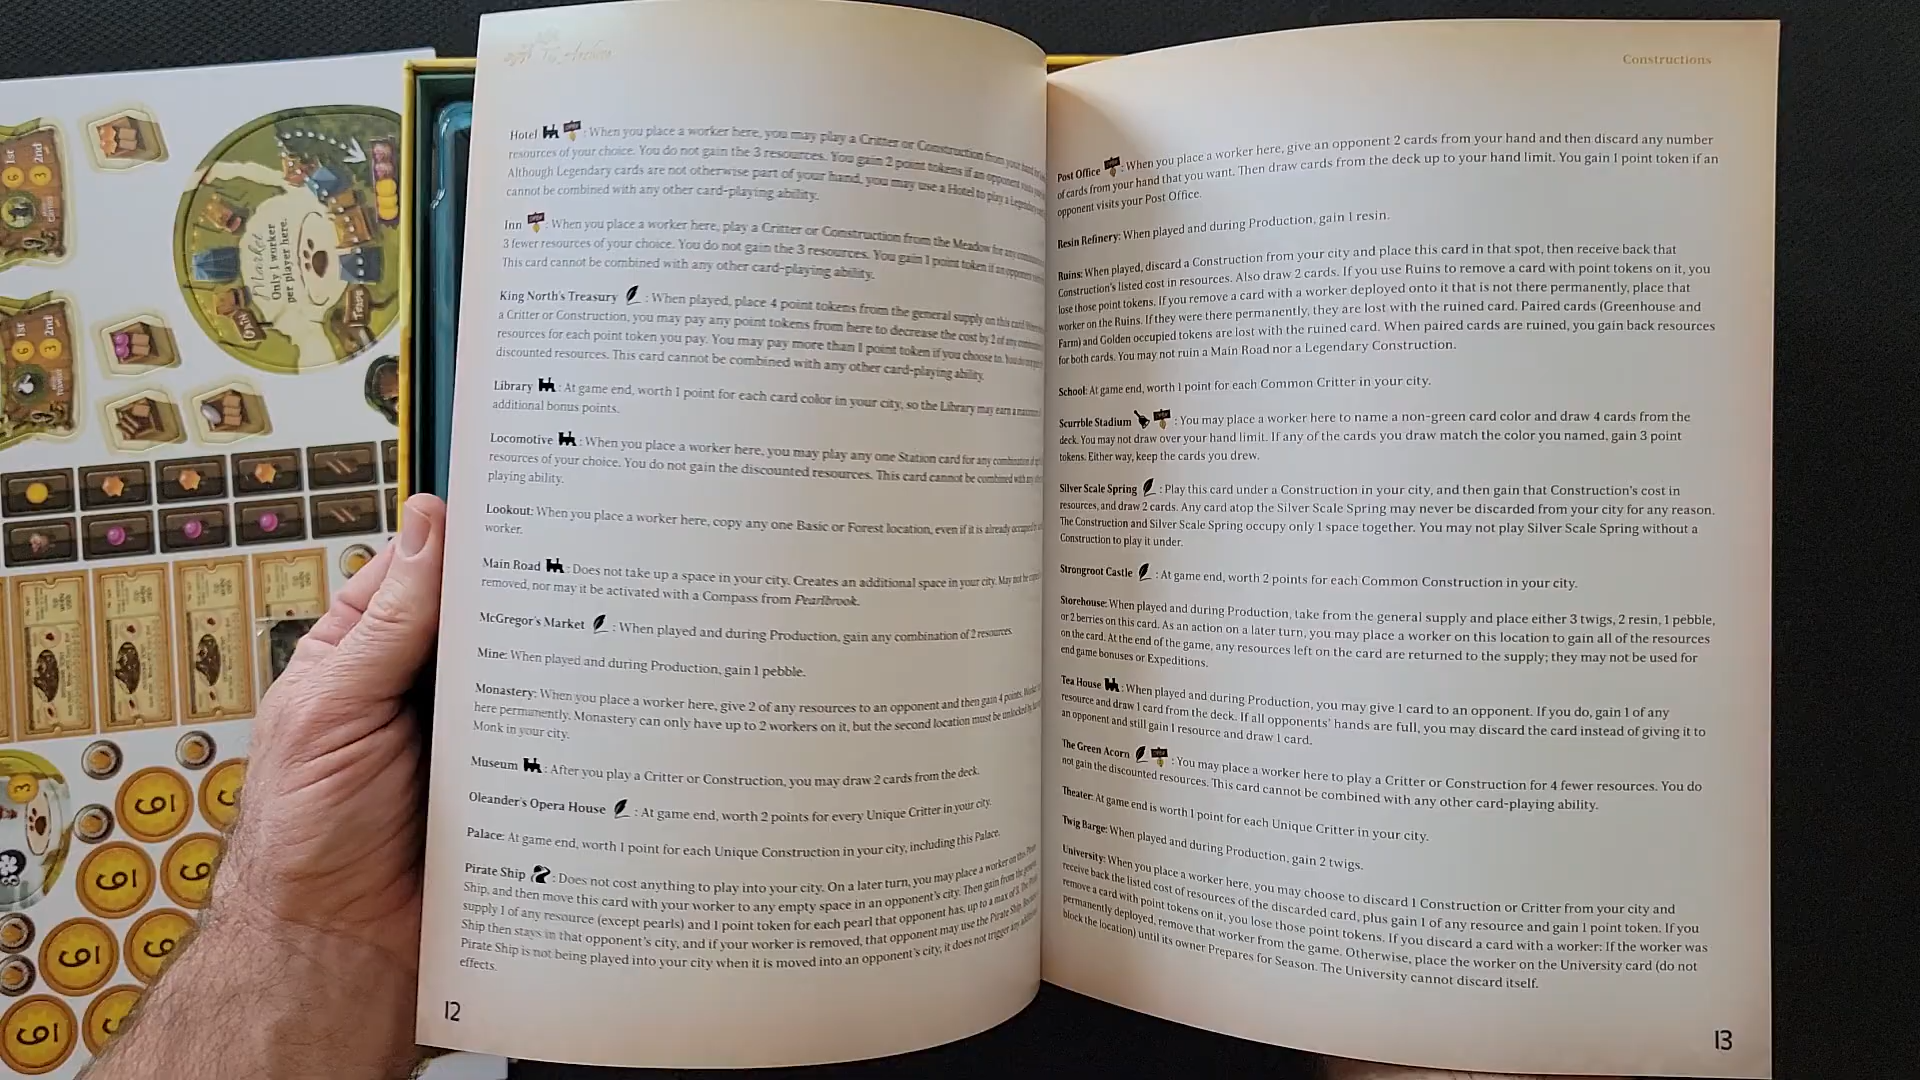 Hotel : When you place a worker here, you may play a Critter or Construction from your hand
resources of your choice. You do not gain the 3 resources. You gain 2 point tokens if an opponent
Although Legendary cards are not otherwise part of your hand, you may use a Hotel to play a Legendary
cannot be combined with any other card-playing ability.
Inn : When you place a worker here, play a Critter or Construction from the Meadow for any
3 fewer resources of your choice. You do not gain the 3 resources. You gain 1 point token if an opponent
This card cannot be combined with any other card-playing ability.
King North's Treasury : When played, place 4 point tokens from the general supply on this card
a Critter or Construction, you may pay any point tokens from here to decrease the cost by 2 of any
resources for each point token you pay. You may pay more than 1 point token if you choose to.
discounted resources. This card cannot be combined with any other card-playing ability.
Library : At game end, worth 1 point for each card color in your city, so the Library may earn a
additional bonus points.
Locomotive : When you place a worker here, you may play any one Station card for any
resources of your choice. You do not gain the discounted resources. This card cannot be combined with any
playing ability.
Lookout: When you place a worker here, copy any one Basic or Forest location, even if it is already
worker.
Main Road : Does not take up a space in your city. Creates an additional space in your city. May not be
removed, nor may it be activated with a Compass from Pearlbrook.
McGregor's Market : When played and during Production, gain any combination of 2 resources.
Mine: When played and during Production, gain 1 pebble.
Monastery: When you place a worker here, give 2 of any resources to an opponent and then gain 4 points.
here permanently. Monastery can only have up to 2 workers on it, but the second location must be unlocked by
Monk in your city.
Museum : After you play a Critter or Construction, you may draw 2 cards from the deck.
Oleander's Opera House : At game end, worth 2 points for every Unique Critter in your city.
Palace: At game end, worth 1 point for each Unique Construction in your city, including this Palace.
Pirate Ship : Does not cost anything to play into your city. On a later turn, you may place a worker on this Pirate
Ship, and then move this card with your worker to any empty space in an opponent's city. Then gain from the general
supply 1 of any resource (except pearls) and 1 point token for each pearl that opponent has, up to a max of 3. The Pirate
Ship then stays in that opponent's city, and if your worker is removed, that opponent may use the Pirate Ship. Because
Pirate Ship is not being played into your city when it is moved into an opponent's city, it does not trigger any
effects.
12
Constructions
Post Office : When you place a worker here, give an opponent 2 cards from your hand and then discard any number
of cards from your hand that you want. Then draw cards from the deck up to your hand limit. You gain 1 point token if an
opponent visits your Post Office.
Resin Refinery: When played and during Production, gain 1 resin.
Ruins: When played, discard a Construction from your city and place this card in that spot, then receive back that
Construction's listed cost in resources. Also draw 2 cards. If you use Ruins to remove a card with point tokens on it, you
lose those point tokens. If you remove a card with a worker deployed onto it that is not there permanently, place that
worker on the Ruins. If they were there permanently, they are lost with the ruined card. Paired cards (Greenhouse and
Farm) and Golden occupied tokens are lost with the ruined card. When paired cards are ruined, you gain back resources
for both cards. You may not ruin a Main Road nor a Legendary Construction.
School: At game end, worth 1 point for each Common Critter in your city.
Scurrble Stadium : You may place a worker here to name a non-green card color and draw 4 cards from the
deck. You may not draw over your hand limit. If any of the cards you draw match the color you named, gain 3 point
tokens. Either way, keep the cards you drew.
Silver Scale Spring : Play this card under a Construction in your city, and then gain that Construction's cost in
resources, and draw 2 cards. Any card atop the Silver Scale Spring may never be discarded from your city for any reason.
The Construction and Silver Scale Spring occupy only 1 space together. You may not play Silver Scale Spring without a
Construction to play it under.
Strongroot Castle : At game end, worth 2 points for each Common Construction in your city.
Storehouse: When played and during Production, take from the general supply and place either 3 twigs, 2 resin, 1 pebble,
or 2 berries on this card. As an action on a later turn, you may place a worker on this location to gain all of the resources
on the card. At the end of the game, any resources left on the card are returned to the supply; they may not be used for
end game bonuses or Expeditions.
Tea House : When played and during Production, you may give 1 card to an opponent. If you do, gain 1 of any
resource and draw 1 card from the deck. If all opponents' hands are full, you may discard the card instead of giving it to
an opponent and still gain 1 resource and draw 1 card.
The Green Acorn : You may place a worker here to play a Critter or Construction for 4 fewer resources. You do
not gain the discounted resources. This card cannot be combined with any other card-playing ability.
Theater: At game end is worth 1 point for each Unique Critter in your city.
Twig Barge: When played and during Production, gain 2 twigs.
University: When you place a worker here, you may choose to discard 1 Construction or Critter from your city and
receive back the listed cost of resources of the discarded card, plus gain 1 of any resource and gain 1 point token. If you
remove a card with point tokens on it, you lose those point tokens. If you discard a card with a worker: If the worker was
permanently deployed, remove that worker from the game. Otherwise, place the worker on the University card (do not
block the location) until its owner Prepares for Season. The University cannot discard itself.
13
Market
Only 1 worker
per player here.
GAIN
TRADE
1st
2nd
6
3
1st
2nd
6
3
3